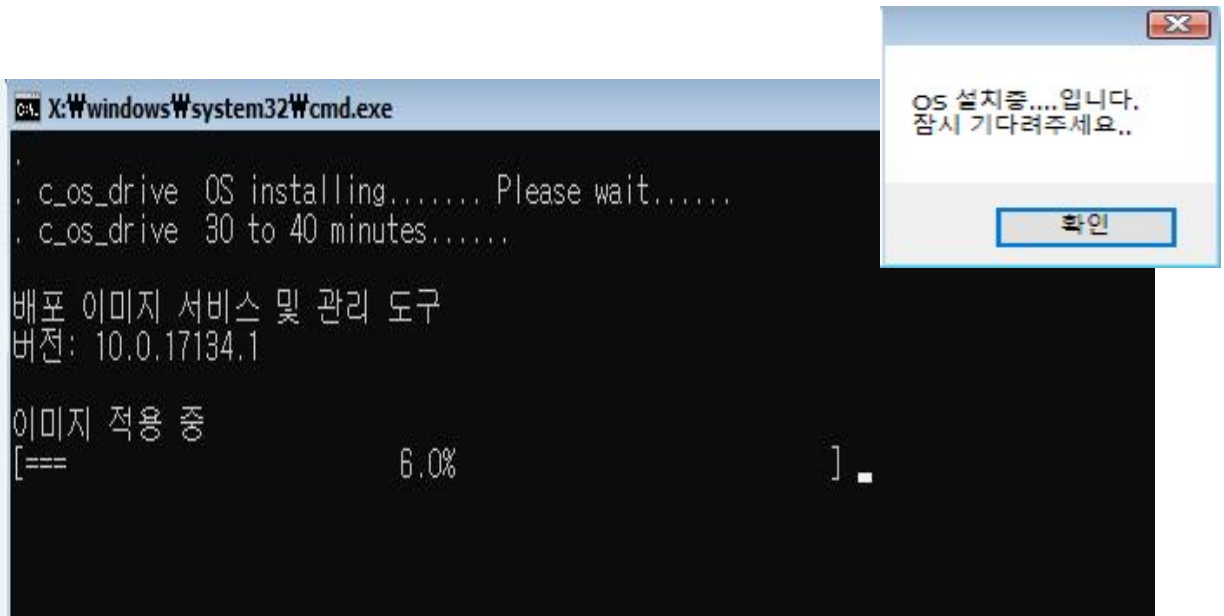 X:₩windows₩system32₩cmd.exe
.
. c_os_drive OS installing........ Please wait......
. c_os_drive 30 to 40 minutes......
배포 이미지 서비스 및 관리 도구
버전: 10.0.17134.1
이미지 적용 중
[=== 6.0% ]
OS 설치중....입니다.
잠시 기다려주세요..
확인